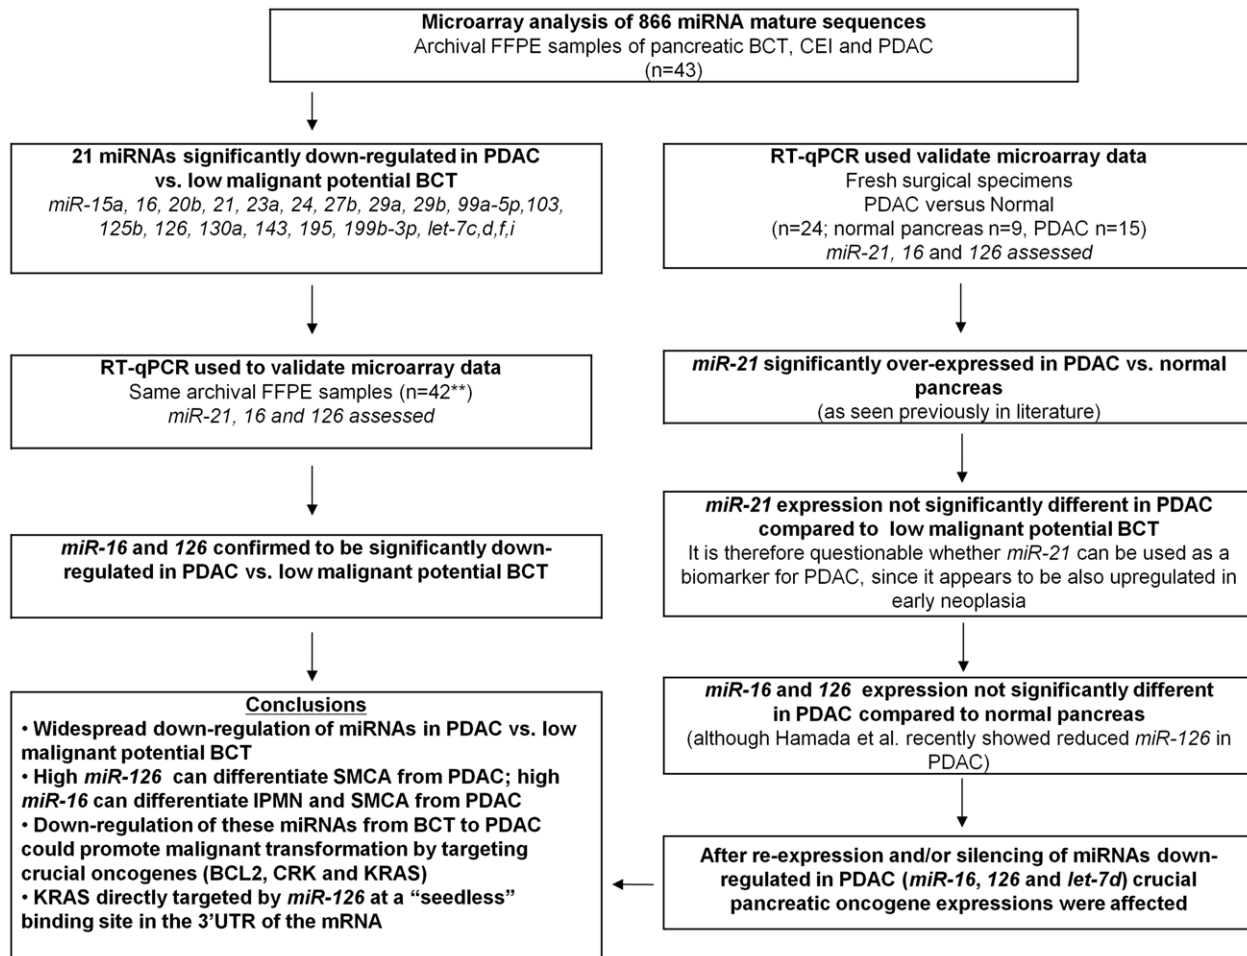 Microarray analysis of 866 miRNA mature sequences
Archival FFPE samples of pancreatic BCT, CEI and PDAC
(n=43)
21 miRNAs significantly down-regulated in PDAC
vs. low malignant potential BCT
miR-15a, 16, 20b, 21, 23a, 24, 27b, 29a, 29b, 99a-5p,103,
125b, 126, 130a, 143, 195, 199b-3p, let-7c,d,f,i
RT-qPCR used to validate microarray data
Same archival FFPE samples (n=42**)
miR-21, 16 and 126 assessed
miR-16 and 126 confirmed to be significantly down-
regulated in PDAC vs. low malignant potential BCT
RT-qPCR used validate microarray data
Fresh surgical specimens
PDAC versus Normal
(n=24; normal pancreas n=9, PDAC n=15)
miR-21, 16 and 126 assessed
miR-21 significantly over-expressed in PDAC vs. normal
pancreas
(as seen previously in literature)
miR-21 expression not significantly different in PDAC
compared to low malignant potential BCT
It is therefore questionable whether miR-21 can be used as a
biomarker for PDAC, since it appears to be also upregulated in
early neoplasia
miR-16 and 126 expression not significantly different
in PDAC compared to normal pancreas
(although Hamada et al. recently showed reduced miR-126 in
PDAC)
After re-expression and/or silencing of miRNAs down-
regulated in PDAC (miR-16, 126 and let-7d) crucial
pancreatic oncogene expressions were affected
Conclusions
• Widespread down-regulation of miRNAs in PDAC vs. low
malignant potential BCT
• High miR-126 can differentiate SMCA from PDAC; high
miR-16 can differentiate IPMN and SMCA from PDAC
• Down-regulation of these miRNAs from BCT to PDAC
could promote malignant transformation by targeting
crucial oncogenes (BCL2, CRK and KRAS)
• KRAS directly targeted by miR-126 at a “seedless”
binding site in the 3’UTR of the mRNA